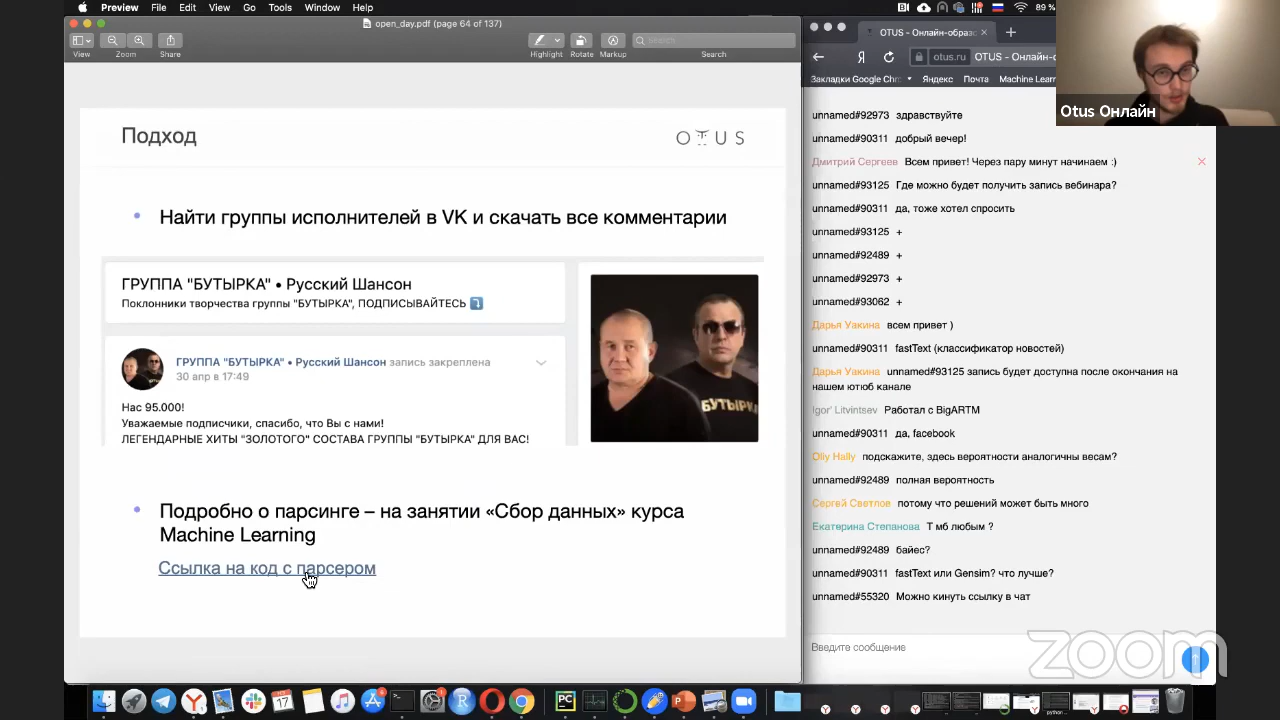 Preview File Edit View Go Tools Window Help
89 %
open_day.pdf (page 64 of 137)
View Zoom Share Highlight Rotate Markup Search
Search
Подход
OTUS
Найти группы исполнителей в VK и скачать все комментарии
ГРУППА "БУТЫРКА" • Русский Шансон
Поклонники творчества группы "БУТЫРКА", ПОДПИСЫВАЙТЕСЬ
ГРУППА "БУТЫРКА" • Русский Шансон запись закреплена
30 апр в 17:49
Нас 95.000!
Уважаемые подписчики, спасибо, что Вы с нами!
ЛЕГЕНДАРНЫЕ ХИТЫ "ЗОЛОТОГО" СОСТАВА ГРУППЫ "БУТЫРКА" ДЛЯ ВАС!
БУТЫРКА
Подробно о парсинге – на занятии «Сбор данных» курса
Machine Learning
Ссылка на код с парсером
OTUS - Онлайн-образо
otus.ru OTUS - Онлайн-о
Закладки Google Chr Яндекс Почта Machine Learn
Otus Онлайн
unnamed#92973 здравствуйте
unnamed#90311 добрый вечер!
Дмитрий Сергеев Всем привет! Через пару минут начинаем :)
unnamed#93125 Где можно будет получить запись вебинара?
unnamed#90311 да, тоже хотел спросить
unnamed#93125 +
unnamed#92489 +
unnamed#92973 +
unnamed#93062 +
Дарья Уакина всем привет )
unnamed#90311 fastText (классификатор новостей)
Дарья Уакина unnamed#93125 запись будет доступна после окончания на
нашем ютюб канале
Igor' Litvintsev Работал с BigARTM
unnamed#90311 да, facebook
Olly Hally подскажите, здесь вероятности аналогичны весам?
unnamed#92489 полная вероятность
Сергей Светлов потому что решений может быть много
Екатерина Степанова Т мб любым ?
unnamed#92489 байес?
unnamed#90311 fastText или Gensim? что лучше?
unnamed#55320 Можно кинуть ссылку в чат
Введите сообщение
zoom